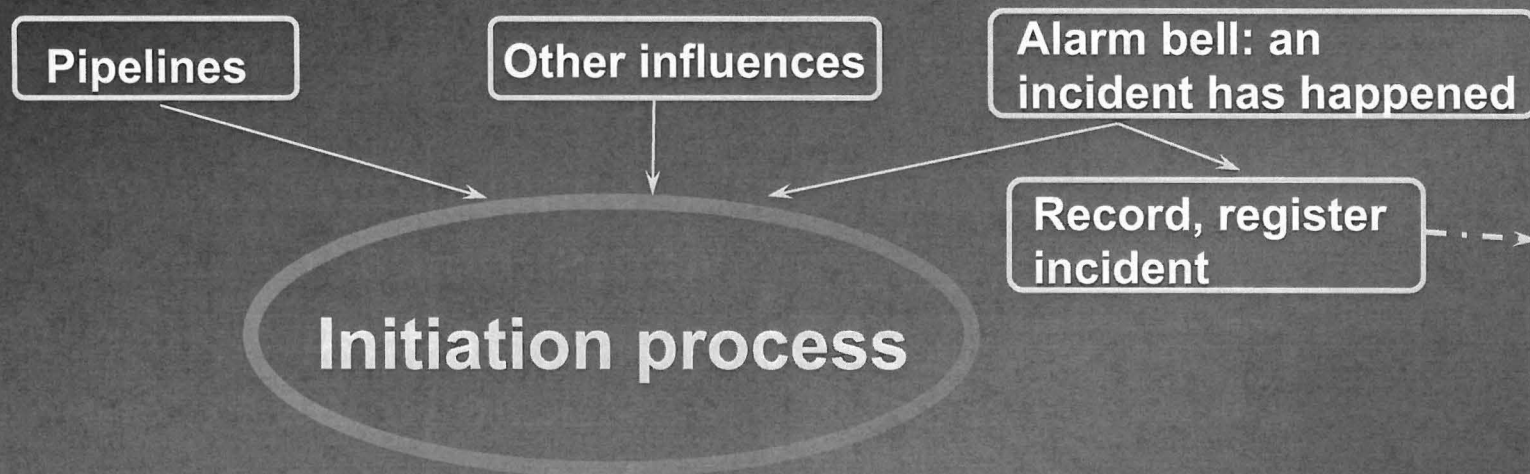 Pipelines
Other influences
Alarm bell: an
incident has happened
Record, register
incident
Initiation process